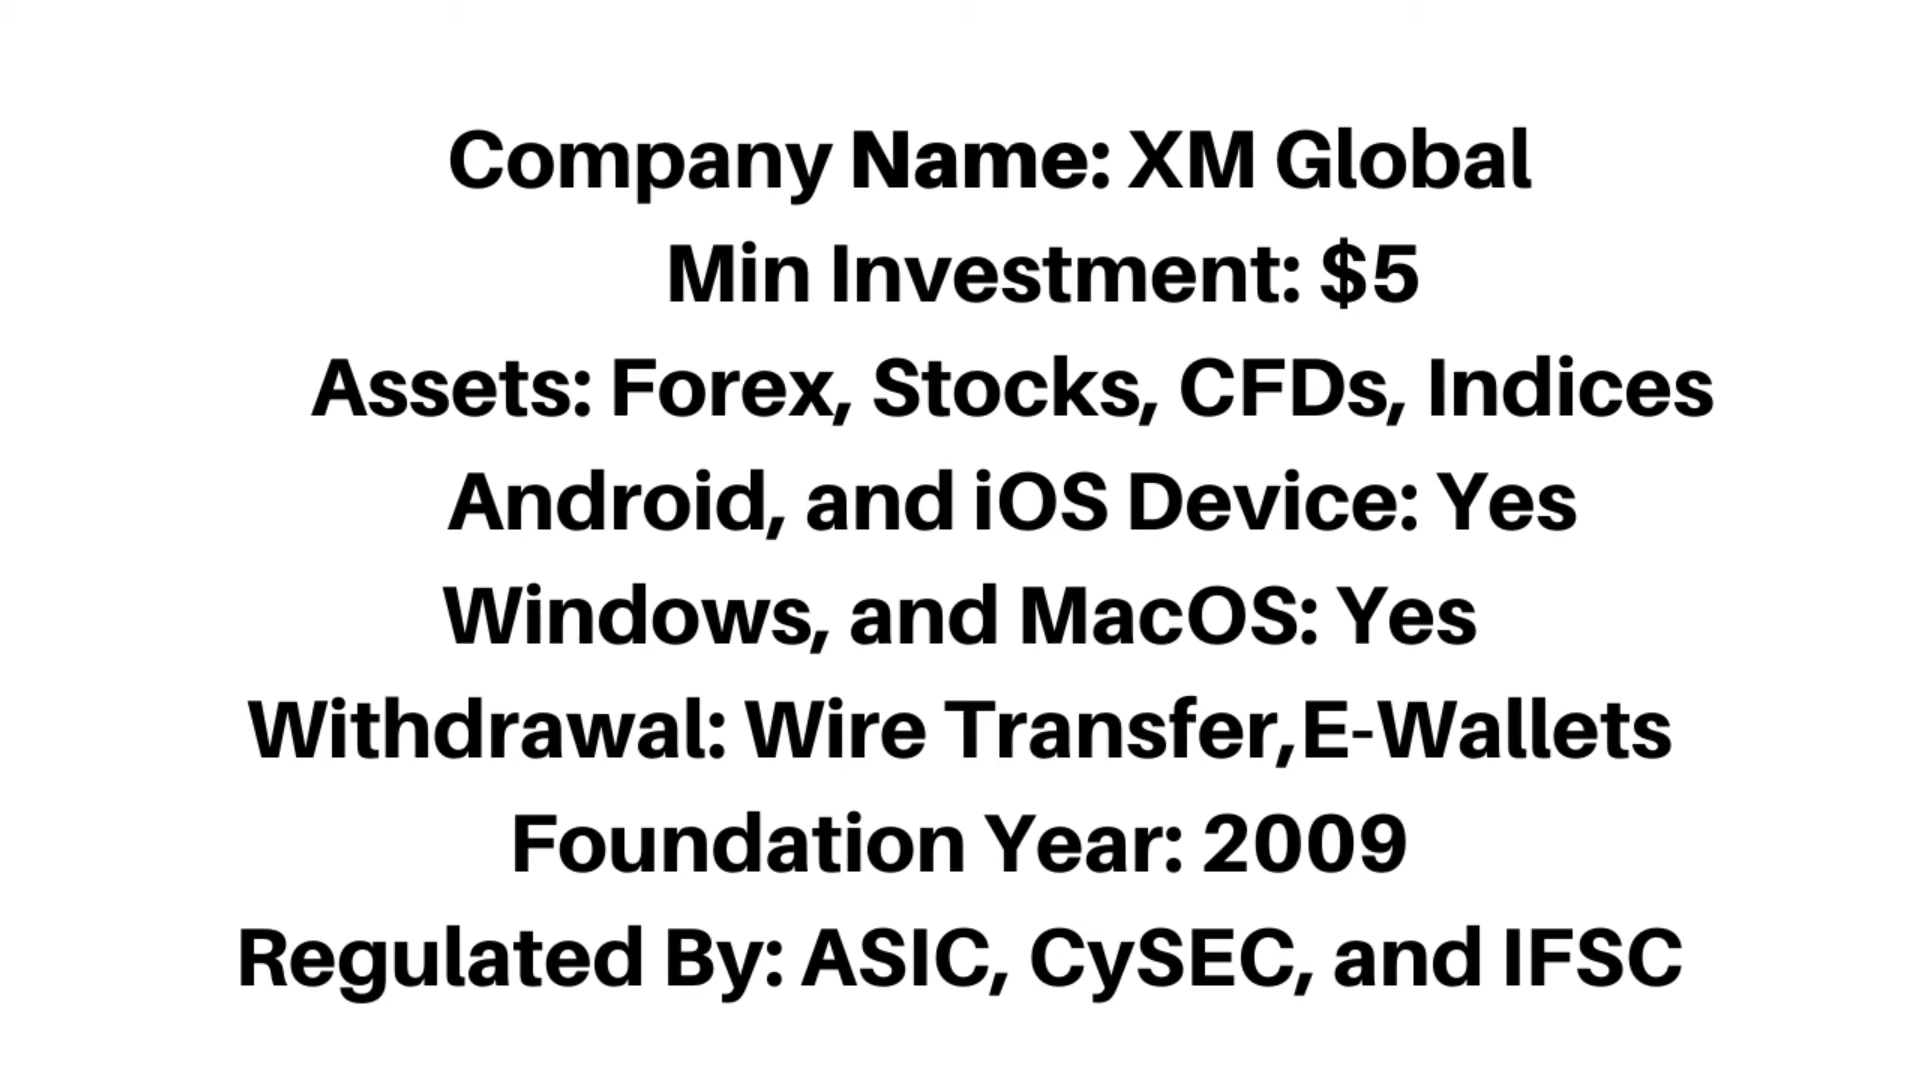 Company Name: XM Global
Min Investment: $5
Assets: Forex, Stocks, CFDs, Indices
Android, and iOS Device: Yes
Windows, and MacOS: Yes
Withdrawal: Wire Transfer,E-Wallets
Foundation Year: 2009
Regulated By: ASIC, CySEC, and IFSC